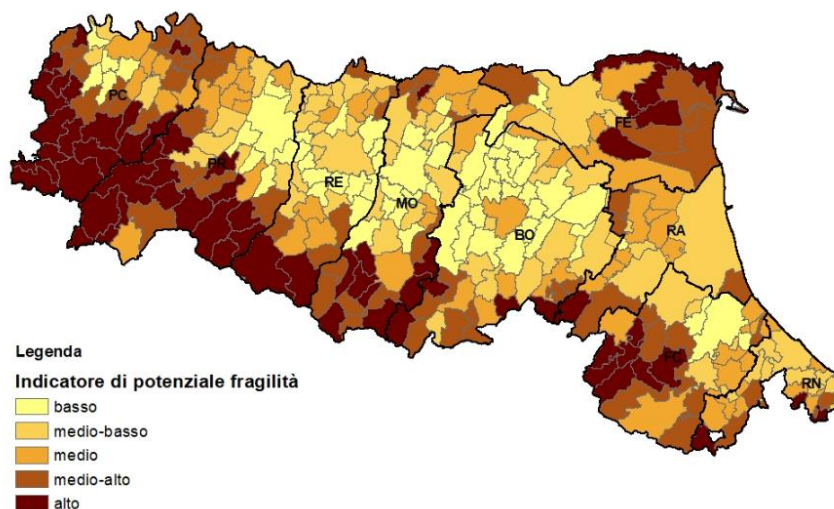 PC
PR
RE
MO
BO
FE
RA
FC
RN
Legenda
Indicatore di potenziale fragilità
basso
medio-basso
medio
medio-alto
alto